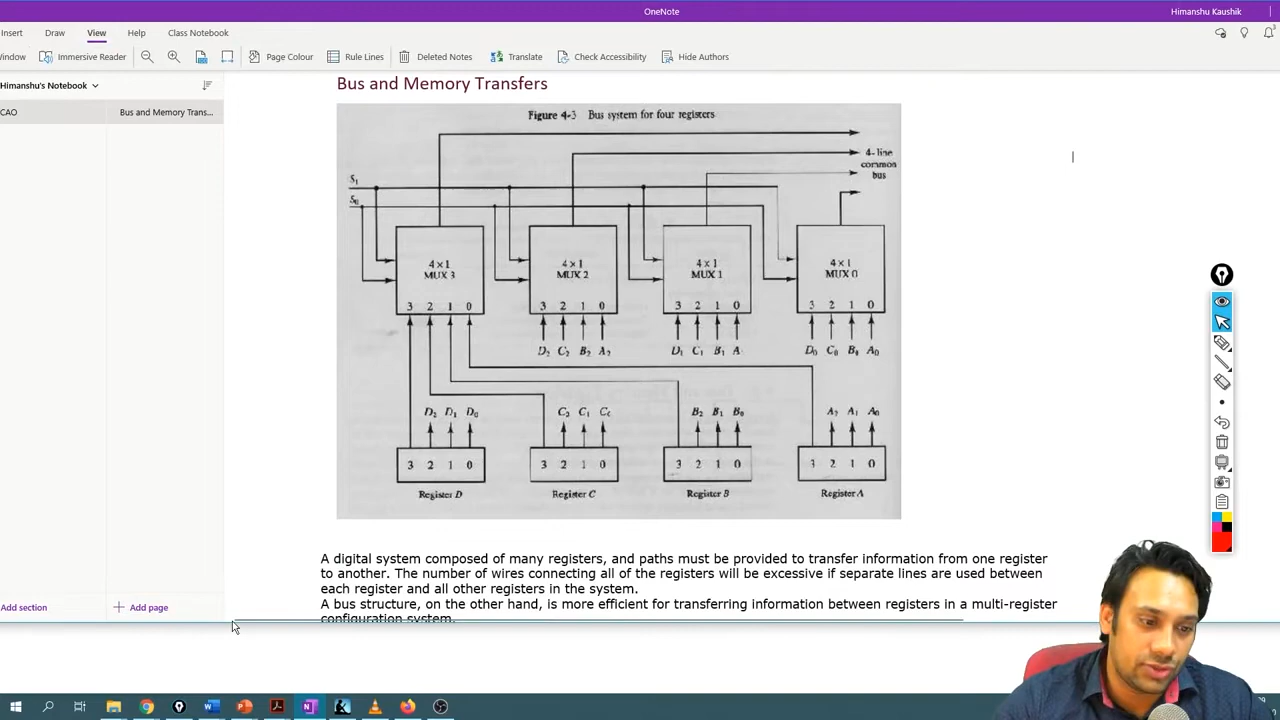 OneNote
Himanshu Kaushik
Insert Draw View Help Class Notebook
Window Immersive Reader Page Colour Rule Lines Deleted Notes Translate Check Accessibility Hide Authors
Himanshu's Notebook
CAO
Bus and Memory Trans...
Bus and Memory Transfers
Figure 4-3 Bus system for four registers
4-line
common
bus
S₁
S₀
4 × 1
MUX 3
4 × 1
MUX 2
4 × 1
MUX 1
4 × 1
MUX 0
3 2 1 0
3 2 1 0
3 2 1 0
3 2 1 0
D₂ C₂ B₂ A₂
D₁ C₁ B₁ A
D₀ C₀ B₀ A₀
D₂ D₁ D₀
C₂ C₁ C₀
B₂ B₁ B₀
A₂ A₁ A₀
3 2 1 0
3 2 1 0
3 2 1 0
3 2 1 0
Register D
Register C
Register B
Register A
A digital system composed of many registers, and paths must be provided to transfer information from one register
to another. The number of wires connecting all of the registers will be excessive if separate lines are used between
each register and all other registers in the system.
A bus structure, on the other hand, is more efficient for transferring information between registers in a multi-register
configuration system.
Add section
Add page